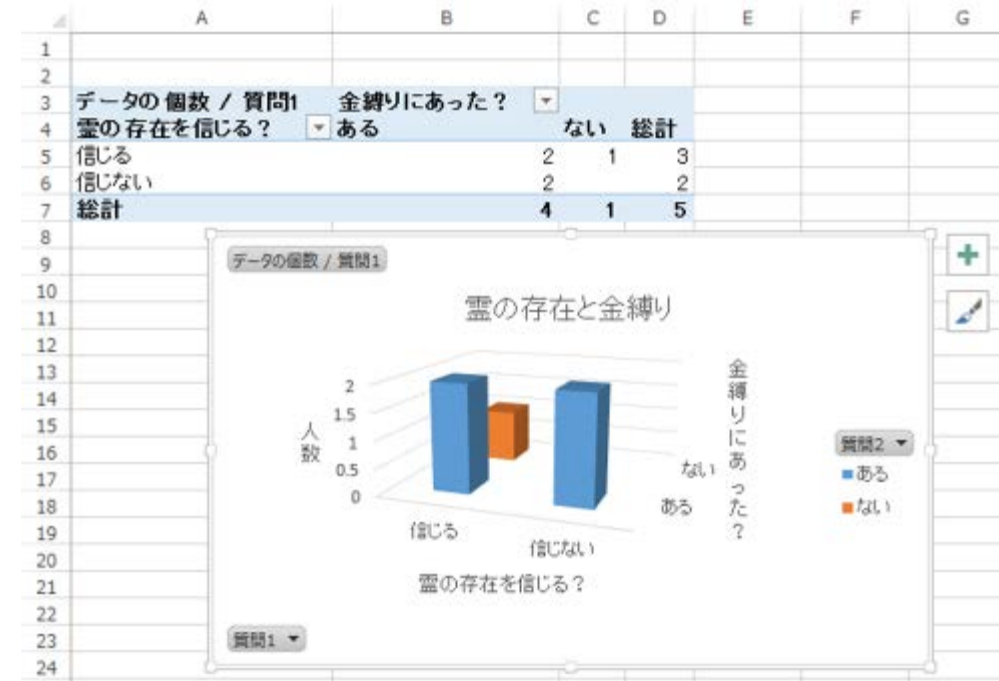 A B C D E F G
1
2
3 データの個数 / 質問1 金縛りにあった？
4 霊の存在を信じる？ ある ない 総計
5 信じる 2 1 3
6 信じない 2 2
7 総計 4 1 5
8
9 データの個数 / 質問1
10
11 霊の存在と金縛り
12
13
14
15
16
17
18
19
20
21
22
23
24
人数
2
1.5
1
0.5
0
信じる
信じない
霊の存在を信じる？
ない
ある
金縛りにあった？
質問2
ある
ない
質問1